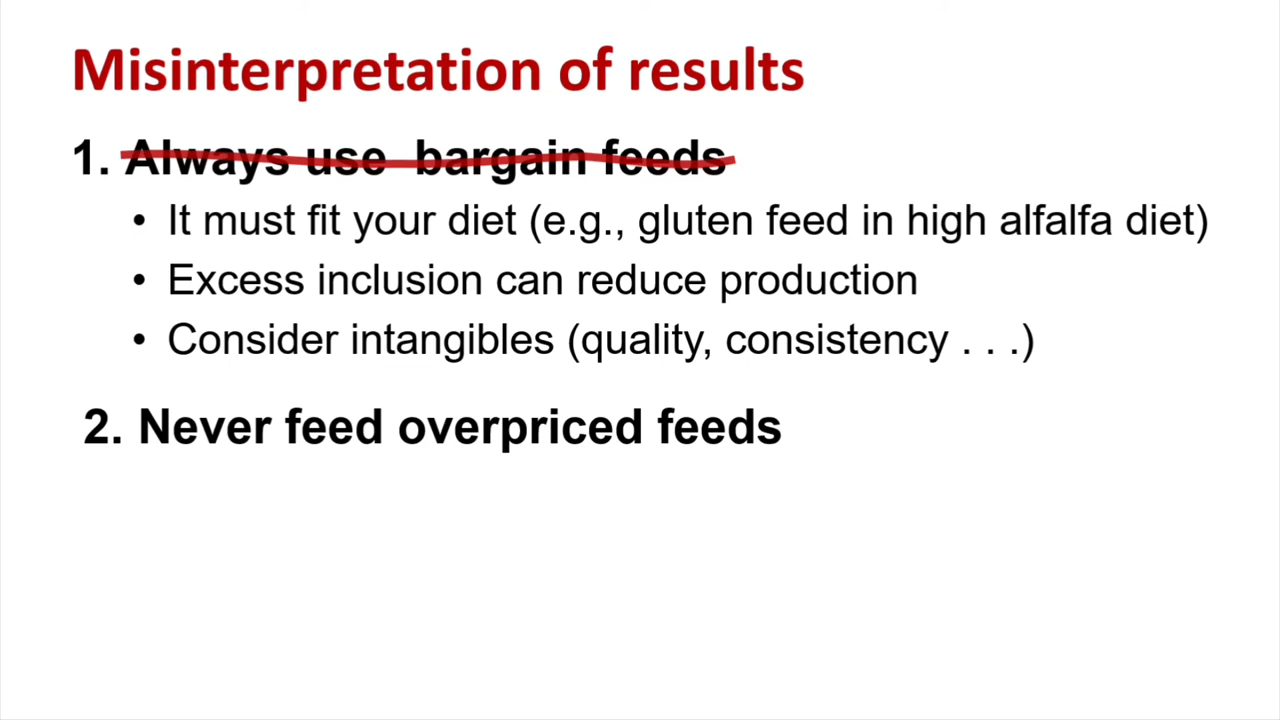 Misinterpretation of results
1. Always use bargain feeds
• It must fit your diet (e.g., gluten feed in high alfalfa diet)
• Excess inclusion can reduce production
• Consider intangibles (quality, consistency . . .)
2. Never feed overpriced feeds